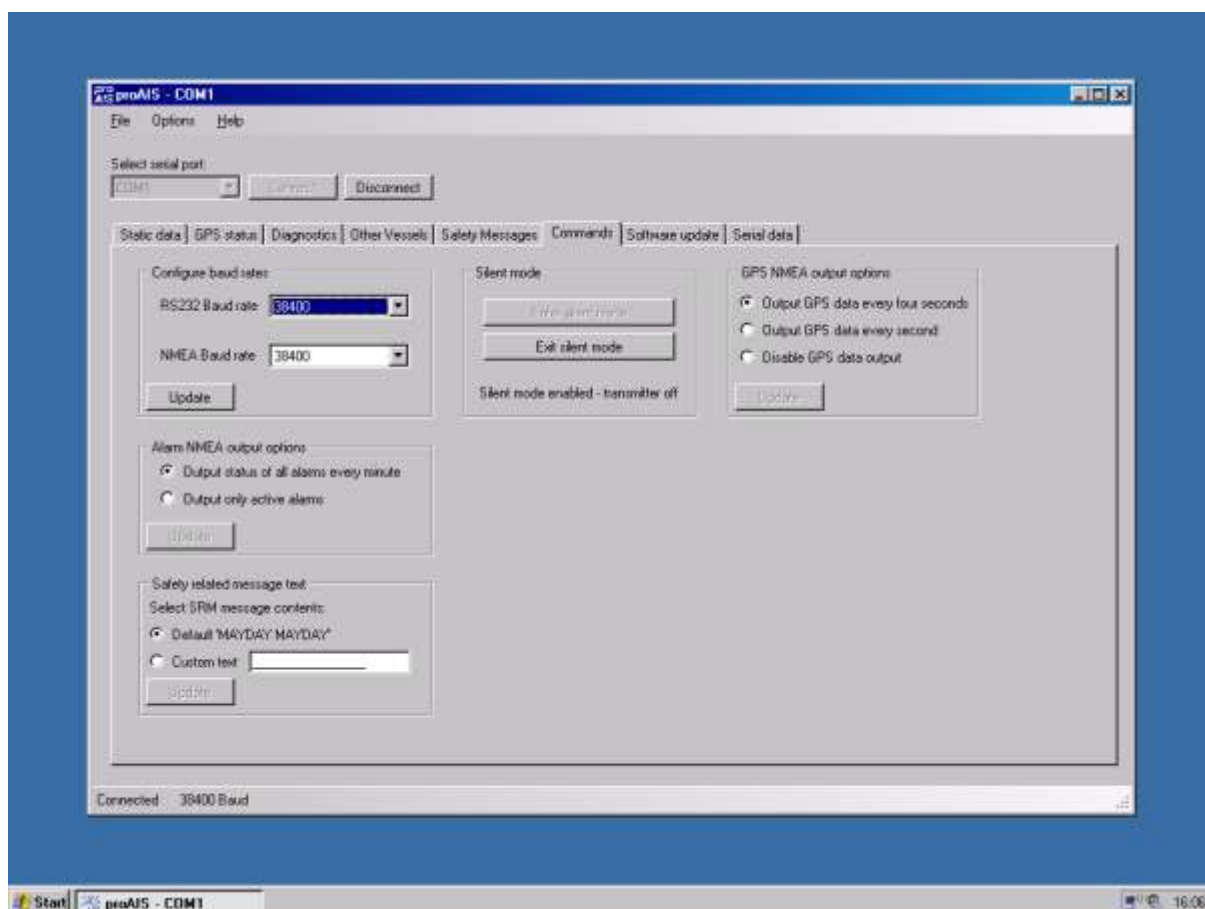 proAIS - COM1
File Options Help
Select serial port
COM1 Connect Disconnect
Static data GPS status Diagnostics Other Vessels Safety Messages Commands Software update Serial data
Configure baud rates
RS232 Baud rate 38400
NMEA Baud rate 38400
Update
Silent mode
Enter silent mode
Exit silent mode
Silent mode enabled - transmitter off
GPS NMEA output options
Output GPS data every four seconds
Output GPS data every second
Disable GPS data output
Update
Alarm NMEA output options
Output status of all alarms every minute
Output only active alarms
Update
Safety related message text
Select SRM message contents:
Default 'MAYDAY MAYDAY'
Custom text
Update
Connected 38400 Baud
Start proAIS - COM1 16:06